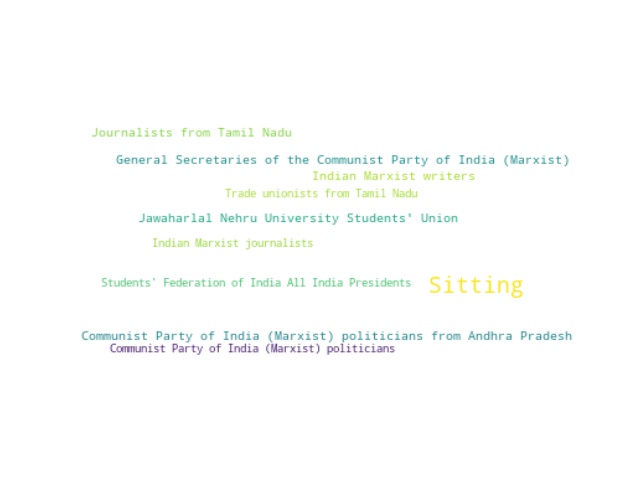 Journalists from Tamil Nadu
General Secretaries of the Communist Party of India (Marxist)
Indian Marxist writers
Trade unionists from Tamil Nadu
Jawaharlal Nehru University Students' Union
Indian Marxist journalists
Students' Federation of India All India Presidents
Sitting
Communist Party of India (Marxist) politicians from Andhra Pradesh
Communist Party of India (Marxist) politicians